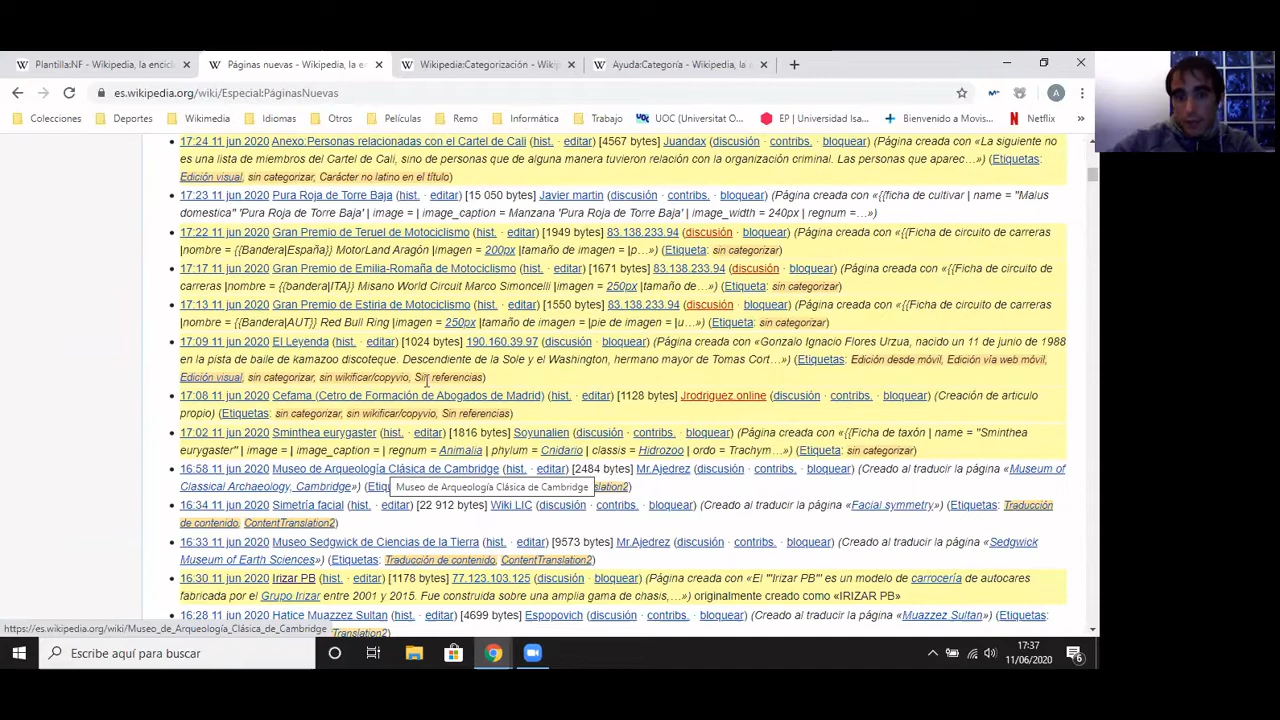 Plantilla:NF - Wikipedia, la encicl
Páginas nuevas - Wikipedia, la en
Wikipedia:Categorización - Wikip
Ayuda:Categoría - Wikipedia, la e
es.wikipedia.org/wiki/Especial:PáginasNuevas
A
Colecciones Deportes Wikimedia Idiomas Otros Películas Remo Informática Trabajo UOC (Universitat O... EP | Universidad Isa... Bienvenido a Movis... Netflix
17:24 11 jun 2020 Anexo:Personas relacionadas con el Cartel de Cali (hist. · editar) [4567 bytes] Juandax (discusión · contribs. · bloquear) (Página creada con «La siguiente no
es una lista de miembros del Cartel de Cali, sino de personas que de alguna manera tuvieron relación con la organización criminal. Las personas que aparec...») (Etiquetas:
Edición visual, sin categorizar, Carácter no latino en el título)
17:23 11 jun 2020 Pura Roja de Torre Baja (hist. · editar) [15 050 bytes] Javier martin (discusión · contribs. · bloquear) (Página creada con «{{ficha de cultivar | name = "Malus
domestica" 'Pura Roja de Torre Baja' | image = | image_caption = Manzana 'Pura Roja de Torre Baja' | image_width = 240px | regnum =...»)
17:22 11 jun 2020 Gran Premio de Teruel de Motociclismo (hist. · editar) [1949 bytes] 83.138.233.94 (discusión · bloquear) (Página creada con «{{Ficha de circuito de carreras
|nombre = {{Bandera|España}} MotorLand Aragón |imagen = 200px |tamaño de imagen = |p...») (Etiqueta: sin categorizar)
17:17 11 jun 2020 Gran Premio de Emilia-Romaña de Motociclismo (hist. · editar) [1671 bytes] 83.138.233.94 (discusión · bloquear) (Página creada con «{{Ficha de circuito de
carreras |nombre = {{bandera|ITA}} Misano World Circuit Marco Simoncelli |imagen = 250px |tamaño de...») (Etiqueta: sin categorizar)
17:13 11 jun 2020 Gran Premio de Estiria de Motociclismo (hist. · editar) [1550 bytes] 83.138.233.94 (discusión · bloquear) (Página creada con «{{Ficha de circuito de carreras
|nombre = {{Bandera|AUT}} Red Bull Ring |imagen = 250px |tamaño de imagen = |pie de imagen = |u...») (Etiqueta: sin categorizar)
17:09 11 jun 2020 El Leyenda (hist. · editar) [1024 bytes] 190.160.39.97 (discusión · bloquear) (Página creada con «Gonzalo Ignacio Flores Urzua, nacido un 11 de junio de 1988
en la pista de baile de kamazoo discoteque. Descendiente de la Sole y el Washington, hermano mayor de Tomas Cort...») (Etiquetas: Edición desde móvil, Edición vía web móvil,
Edición visual, sin categorizar, sin wikificar/copyvio, Sin referencias)
17:08 11 jun 2020 Cefama (Cetro de Formación de Abogados de Madrid) (hist. · editar) [1128 bytes] Jrodriguez.online (discusión · contribs. · bloquear) (Creación de articulo
propio) (Etiquetas: sin categorizar, sin wikificar/copyvio, Sin referencias)
17:02 11 jun 2020 Sminthea eurygaster (hist. · editar) [1816 bytes] Soyunalien (discusión · contribs. · bloquear) (Página creada con «{{Ficha de taxón | name = "Sminthea
eurygaster" | image = | image_caption = | regnum = Animalia | phylum = Cnidario | classis = Hidrozoo | ordo = Trachym...») (Etiqueta: sin categorizar)
16:58 11 jun 2020 Museo de Arqueología Clásica de Cambridge (hist. · editar) [2484 bytes] Mr.Ajedrez (discusión · contribs. · bloquear) (Creado al traducir la página «Museum of
Classical Archaeology, Cambridge») (Etiq Museo de Arqueología Clásica de Cambridge slation2)
16:34 11 jun 2020 Simetría facial (hist. · editar) [22 912 bytes] Wiki LIC (discusión · contribs. · bloquear) (Creado al traducir la página «Facial symmetry») (Etiquetas: Traducción
de contenido, ContentTranslation2)
16:33 11 jun 2020 Museo Sedgwick de Ciencias de la Tierra (hist. · editar) [9573 bytes] Mr.Ajedrez (discusión · contribs. · bloquear) (Creado al traducir la página «Sedgwick
Museum of Earth Sciences») (Etiquetas: Traducción de contenido, ContentTranslation2)
16:30 11 jun 2020 Irizar PB (hist. · editar) [1178 bytes] 77.123.103.125 (discusión · bloquear) (Página creada con «El '''Irizar PB''' es un modelo de carrocería de autocares
fabricada por el Grupo Irizar entre 2001 y 2015. Fue construida sobre una amplia gama de chasis,...») originalmente creado como «IRIZAR PB»
16:28 11 jun 2020 Hatice Muazzez Sultan (hist. · editar) [4699 bytes] Espopovich (discusión · contribs. · bloquear) (Creado al traducir la página «Muazzez Sultan») (Etiquetas:
https://es.wikipedia.org/wiki/Museo_de_Arqueología_Clásica_de_Cambridge Translation2)
Escribe aquí para buscar
17:37
11/06/2020
6